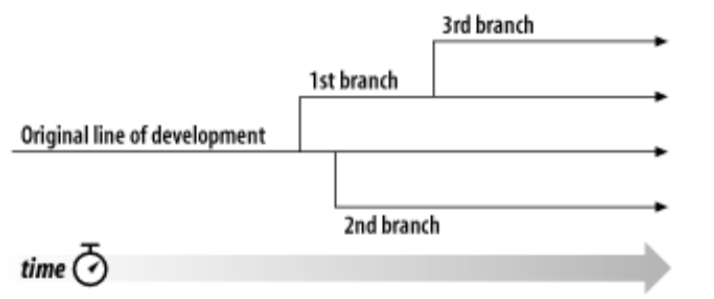 3rd branch
1st branch
Original line of development
2nd branch
time